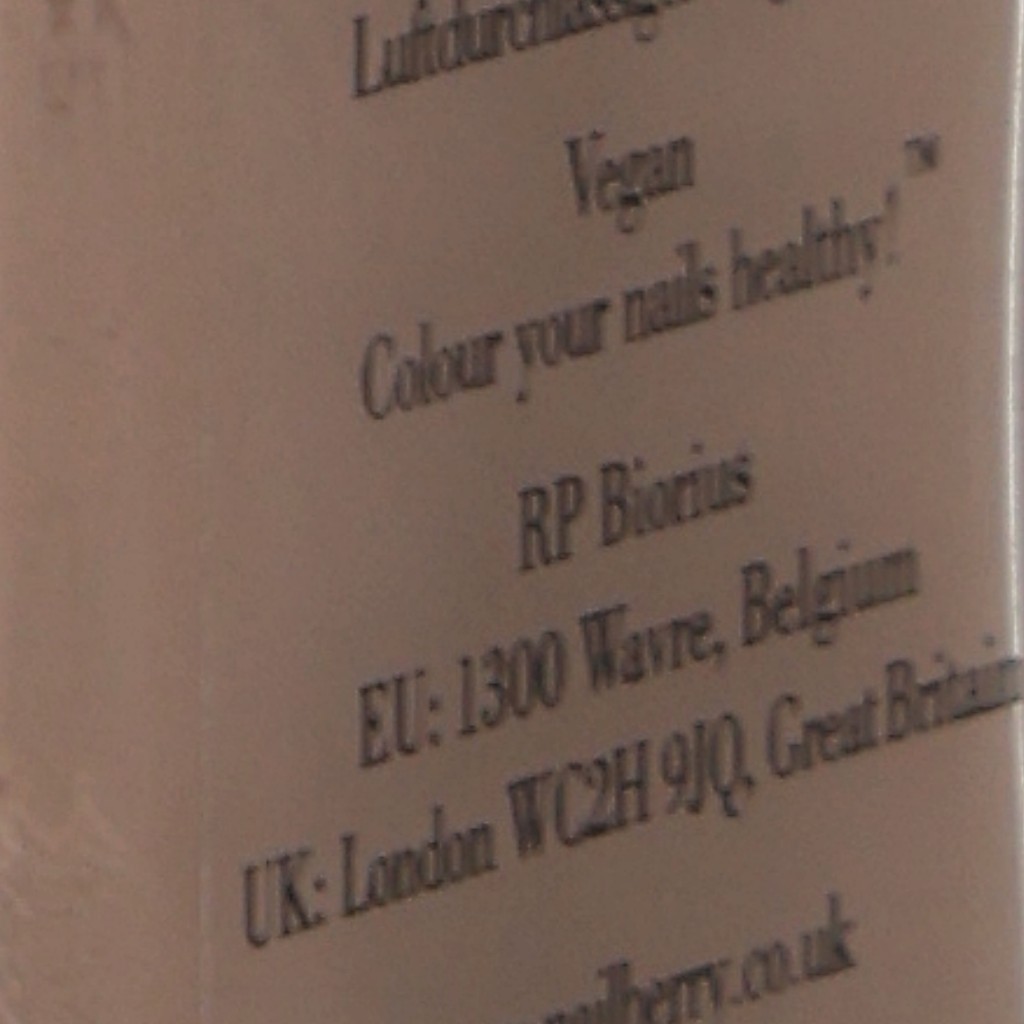 Vegan
Colour your nails healthy!™
RP Biorius
EU: 1300 Wavre, Belgium
UK: London WC2H 9JQ, Great Britain